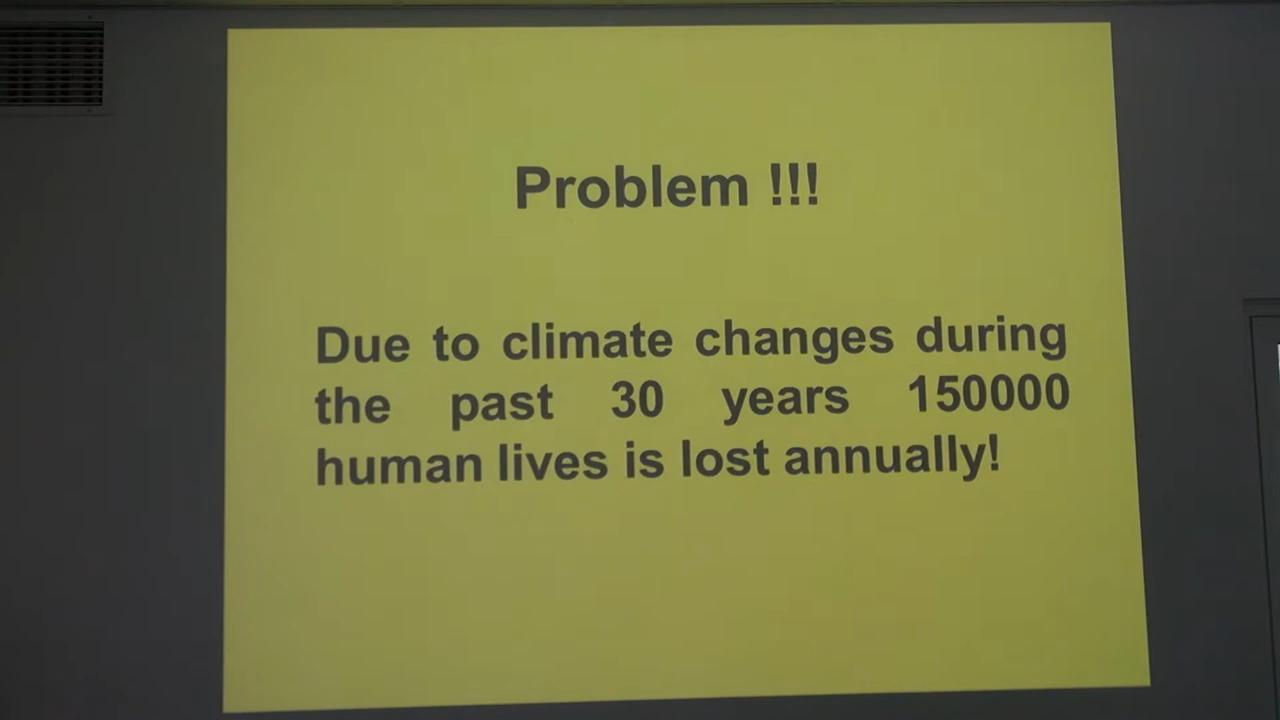 Problem !!!
Due to climate changes during
the past 30 years 150000
human lives is lost annually!